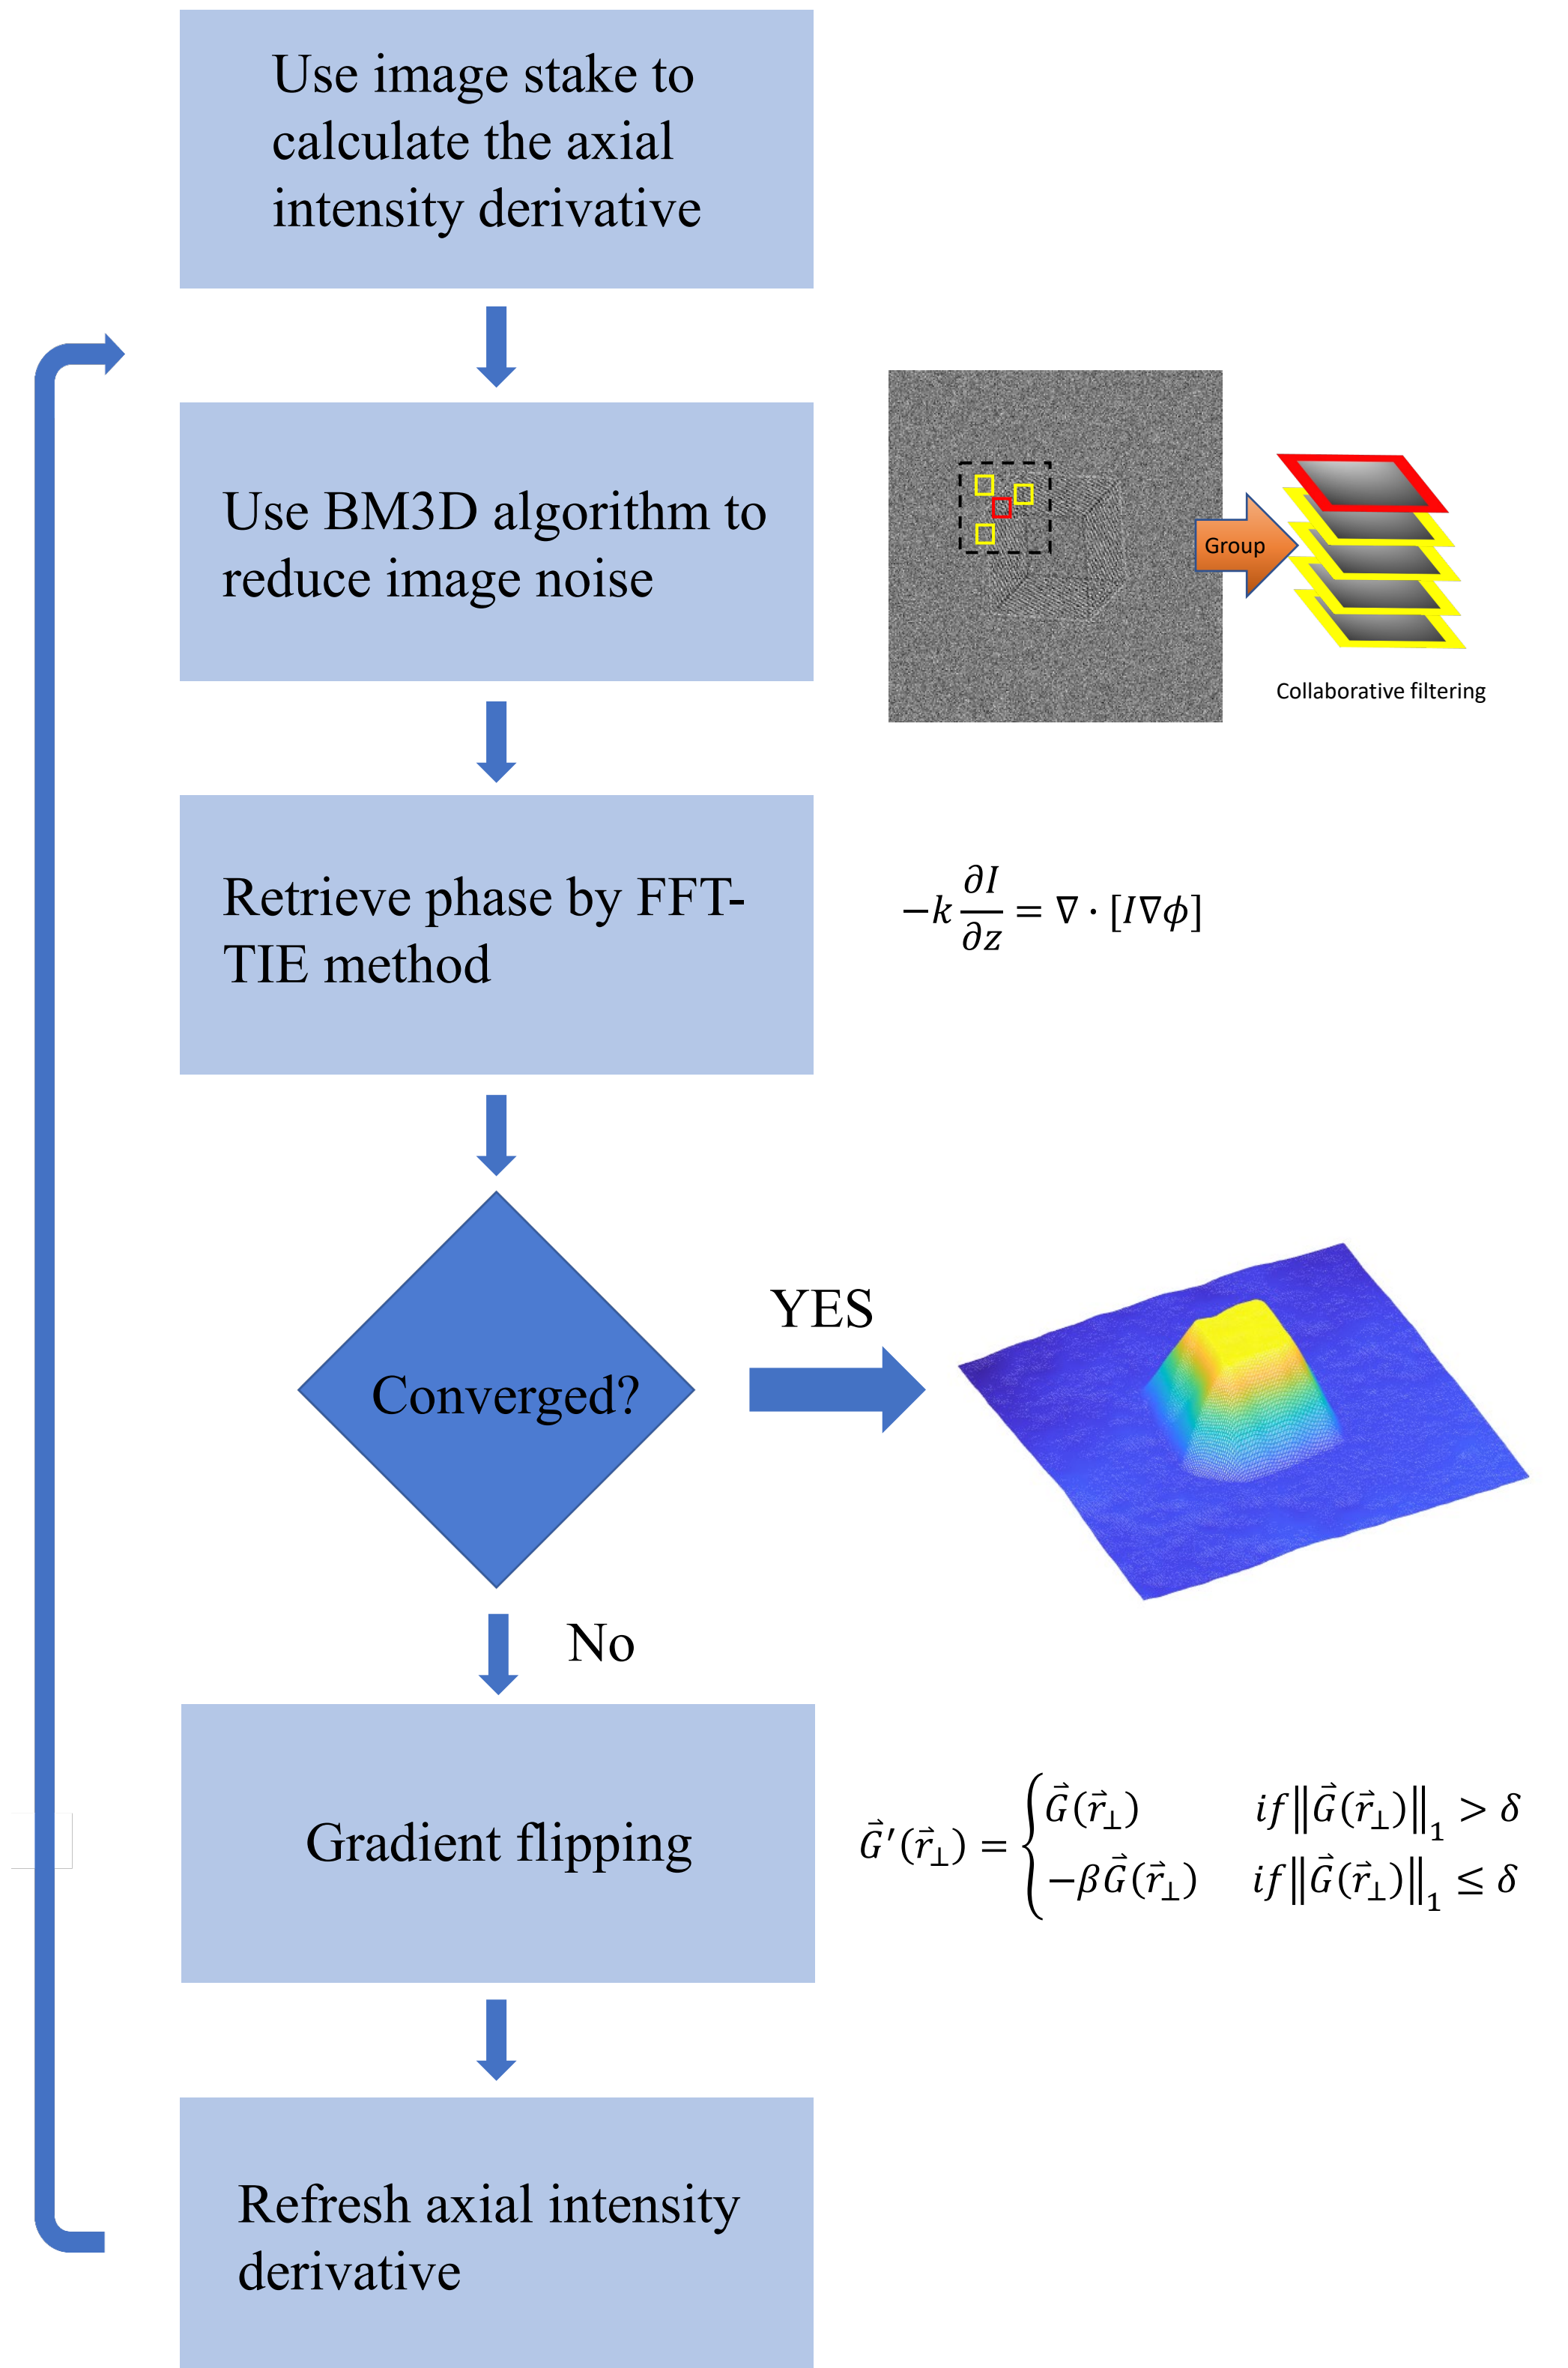 Use image stake to
calculate the axial
intensity derivative
Use BM3D algorithm to
reduce image noise
Group
Collaborative filtering
Retrieve phase by FFT-
TIE method
−k ∂I/∂z = ∇ · [I∇ϕ]
Converged?
YES
No
Gradient flipping
G⃗′(r⃗⊥) = { G⃗(r⃗⊥) if‖G⃗(r⃗⊥)‖₁ > δ
−βG⃗(r⃗⊥) if‖G⃗(r⃗⊥)‖₁ ≤ δ
Refresh axial intensity
derivative